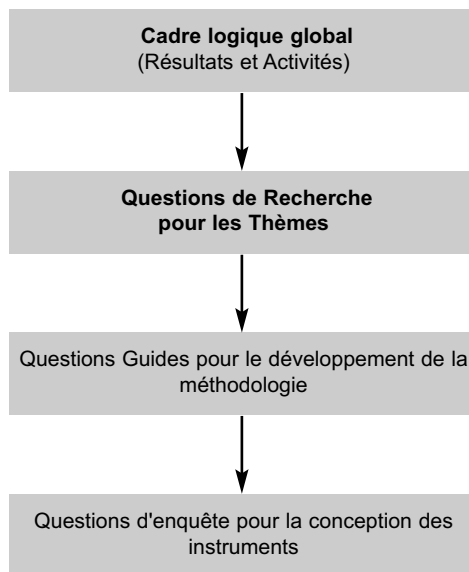 Cadre logique global
(Résultats et Activités)
Questions de Recherche
pour les Thèmes
Questions Guides pour le développement de la
méthodologie
Questions d'enquête pour la conception des
instruments